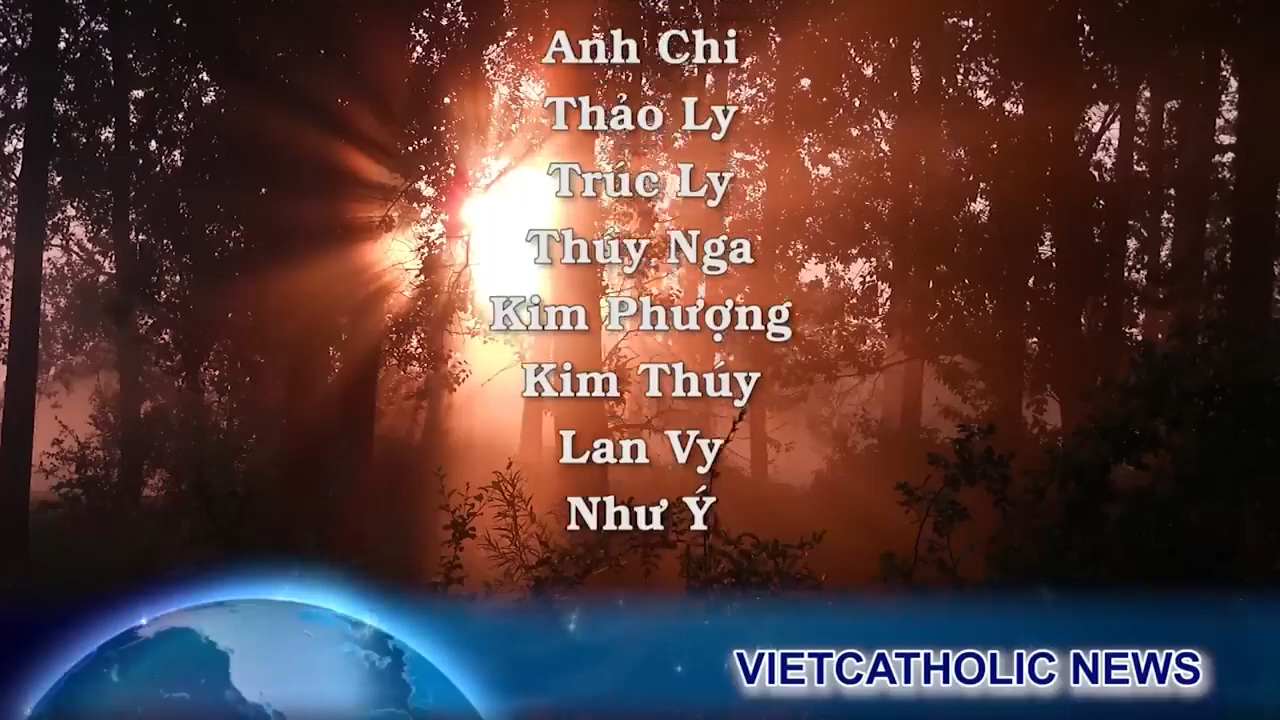 Anh Chi
Thảo Ly
Trúc Ly
Thúy Nga
Kim Phượng
Kim Thúy
Lan Vy
Như Ý
VIETCATHOLIC NEWS